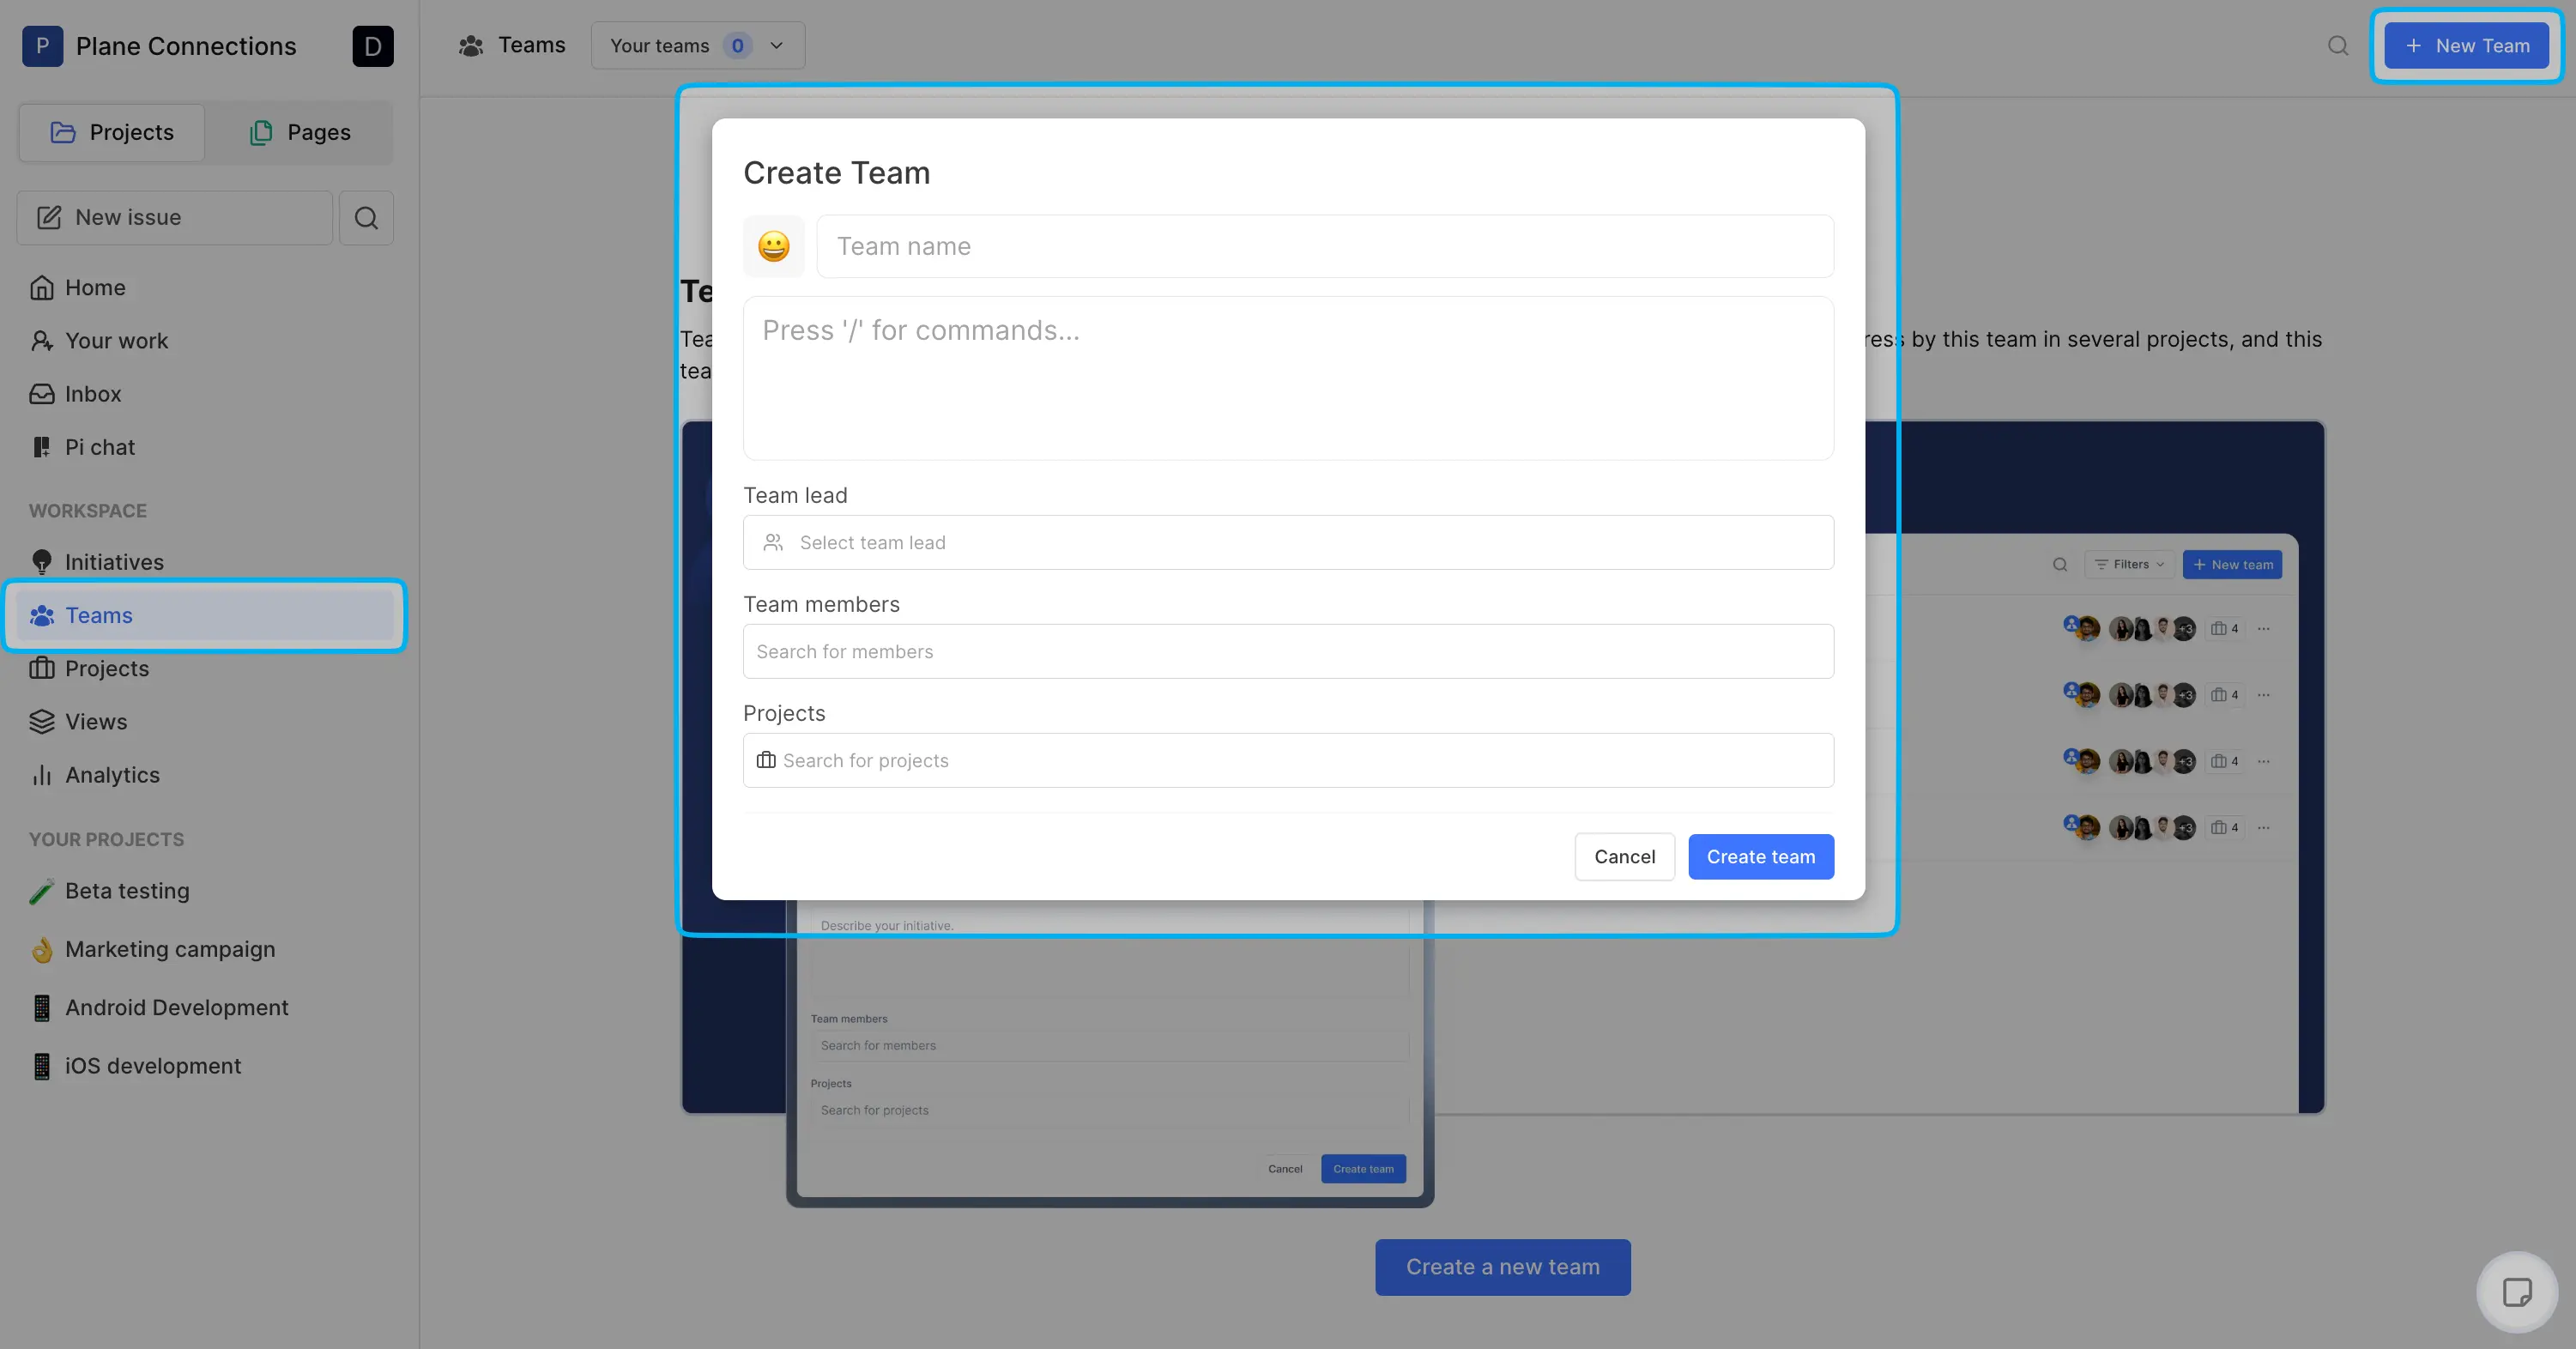 P Plane Connections D
Projects Pages
New issue
Home
Your work
Inbox
Pi chat
WORKSPACE
Initiatives
Teams
Projects
Views
Analytics
YOUR PROJECTS
Beta testing
Marketing campaign
Android Development
iOS development
Teams Your teams 0 + New Team
Te
Tea
ress by this team in several projects, and this
tea
Create Team
Team name
Press '/' for commands...
Team lead
Select team lead
Team members
Search for members
Projects
Search for projects
Cancel Create team
Filters + New team
+3 4 ...
+3 4 ...
+3 4 ...
+3 4 ...
Describe your initiative.
Team members
Search for members
Projects
Search for projects
Cancel Create team
Create a new team